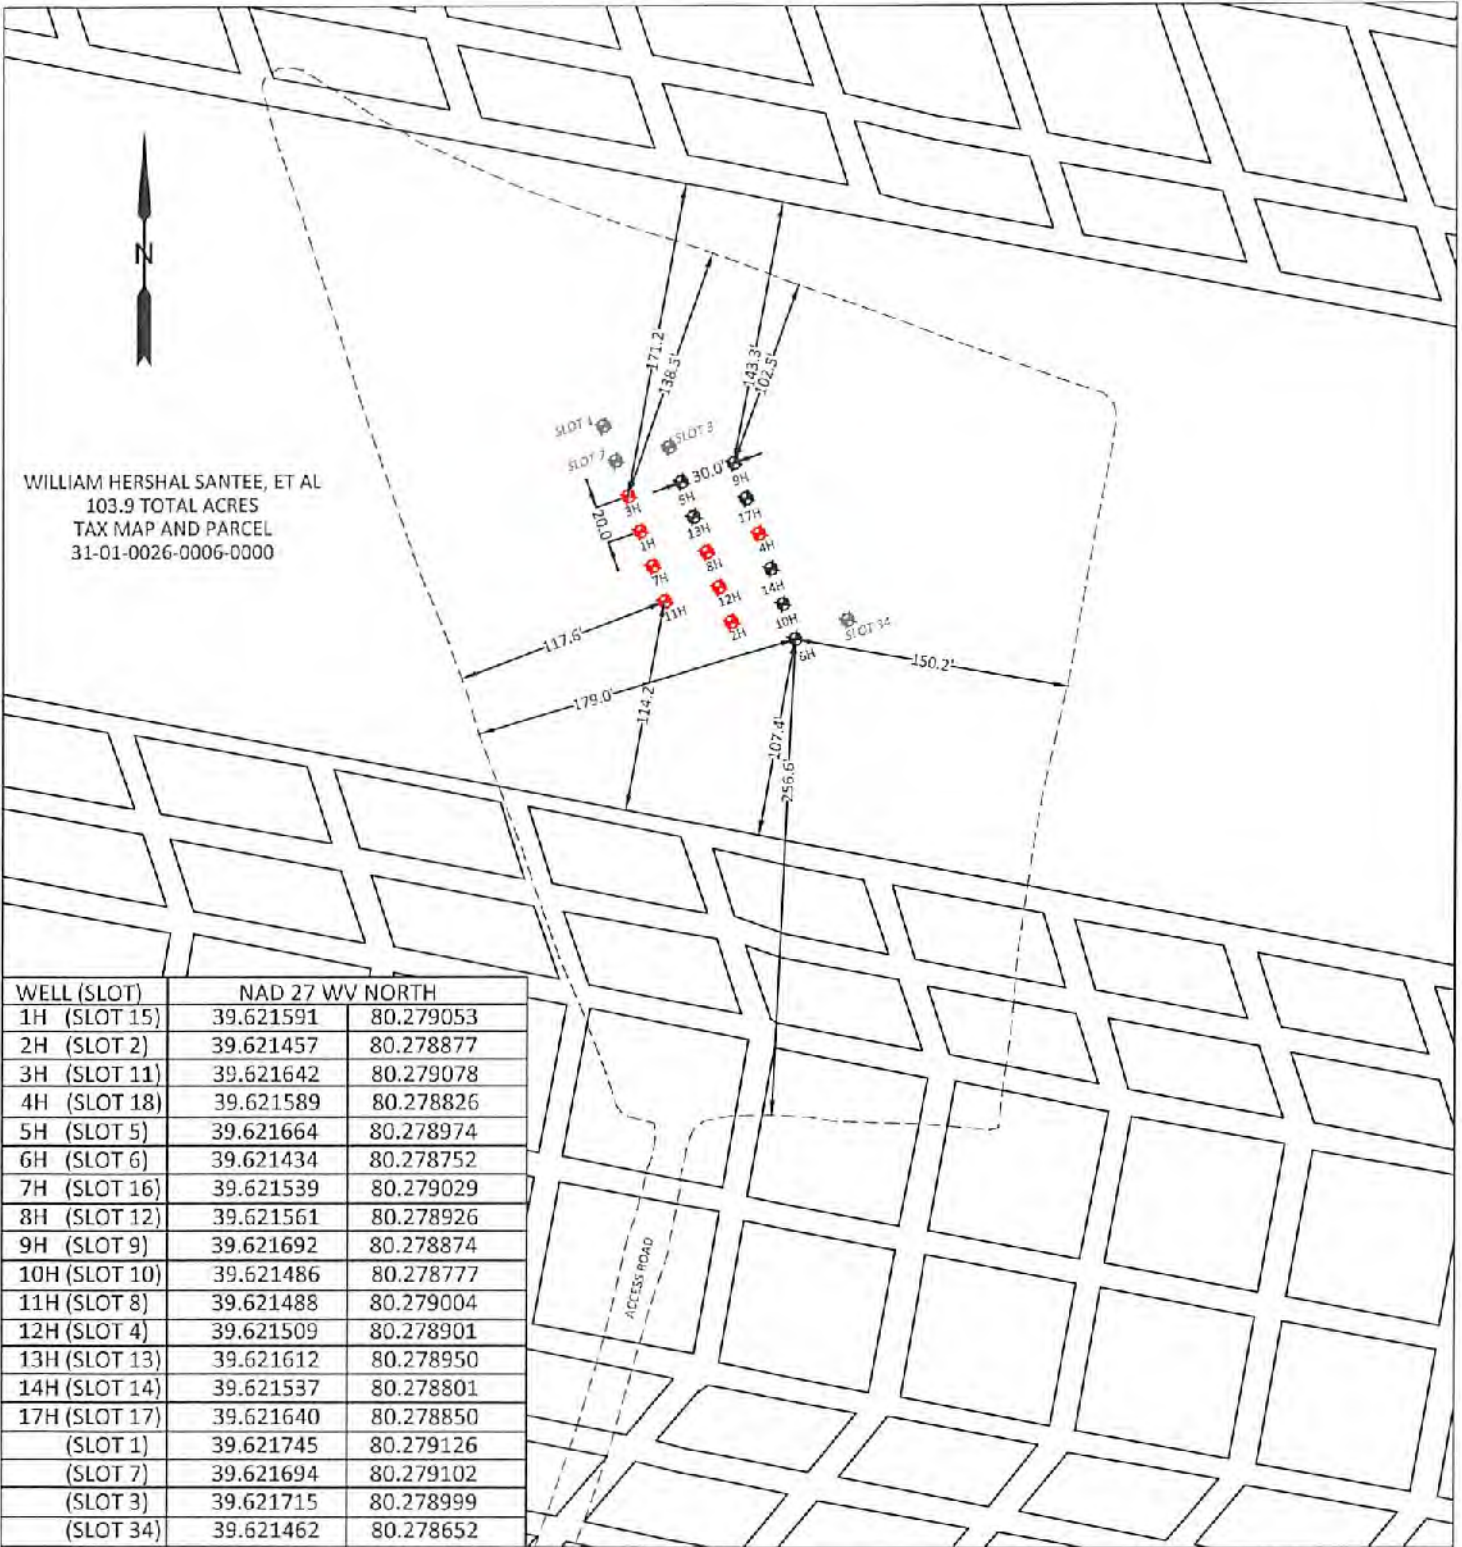 N
WILLIAM HERSHAL SANTEE, ET AL
103.9 TOTAL ACRES
TAX MAP AND PARCEL
31-01-0026-0006-0000
171.2'
138.5'
143.3'
102.5'
SLOT 1
SLOT 3
SLOT 7
30.0'
9H
5H
3H
17H
20.0'
13H
1H
4H
8H
7H
14H
12H
11H
10H
2H
SLOT 34
6H
117.6'
150.2'
179.0'
114.2'
107.4'
256.6'
ACCESS ROAD
WELL (SLOT) NAD 27 WV NORTH
1H (SLOT 15) 39.621591 80.279053
2H (SLOT 2) 39.621457 80.278877
3H (SLOT 11) 39.621642 80.279078
4H (SLOT 18) 39.621589 80.278826
5H (SLOT 5) 39.621664 80.278974
6H (SLOT 6) 39.621434 80.278752
7H (SLOT 16) 39.621539 80.279029
8H (SLOT 12) 39.621561 80.278926
9H (SLOT 9) 39.621692 80.278874
10H (SLOT 10) 39.621486 80.278777
11H (SLOT 8) 39.621488 80.279004
12H (SLOT 4) 39.621509 80.278901
13H (SLOT 13) 39.621612 80.278950
14H (SLOT 14) 39.621537 80.278801
17H (SLOT 17) 39.621640 80.278850
(SLOT 1) 39.621745 80.279126
(SLOT 7) 39.621694 80.279102
(SLOT 3) 39.621715 80.278999
(SLOT 34) 39.621462 80.278652